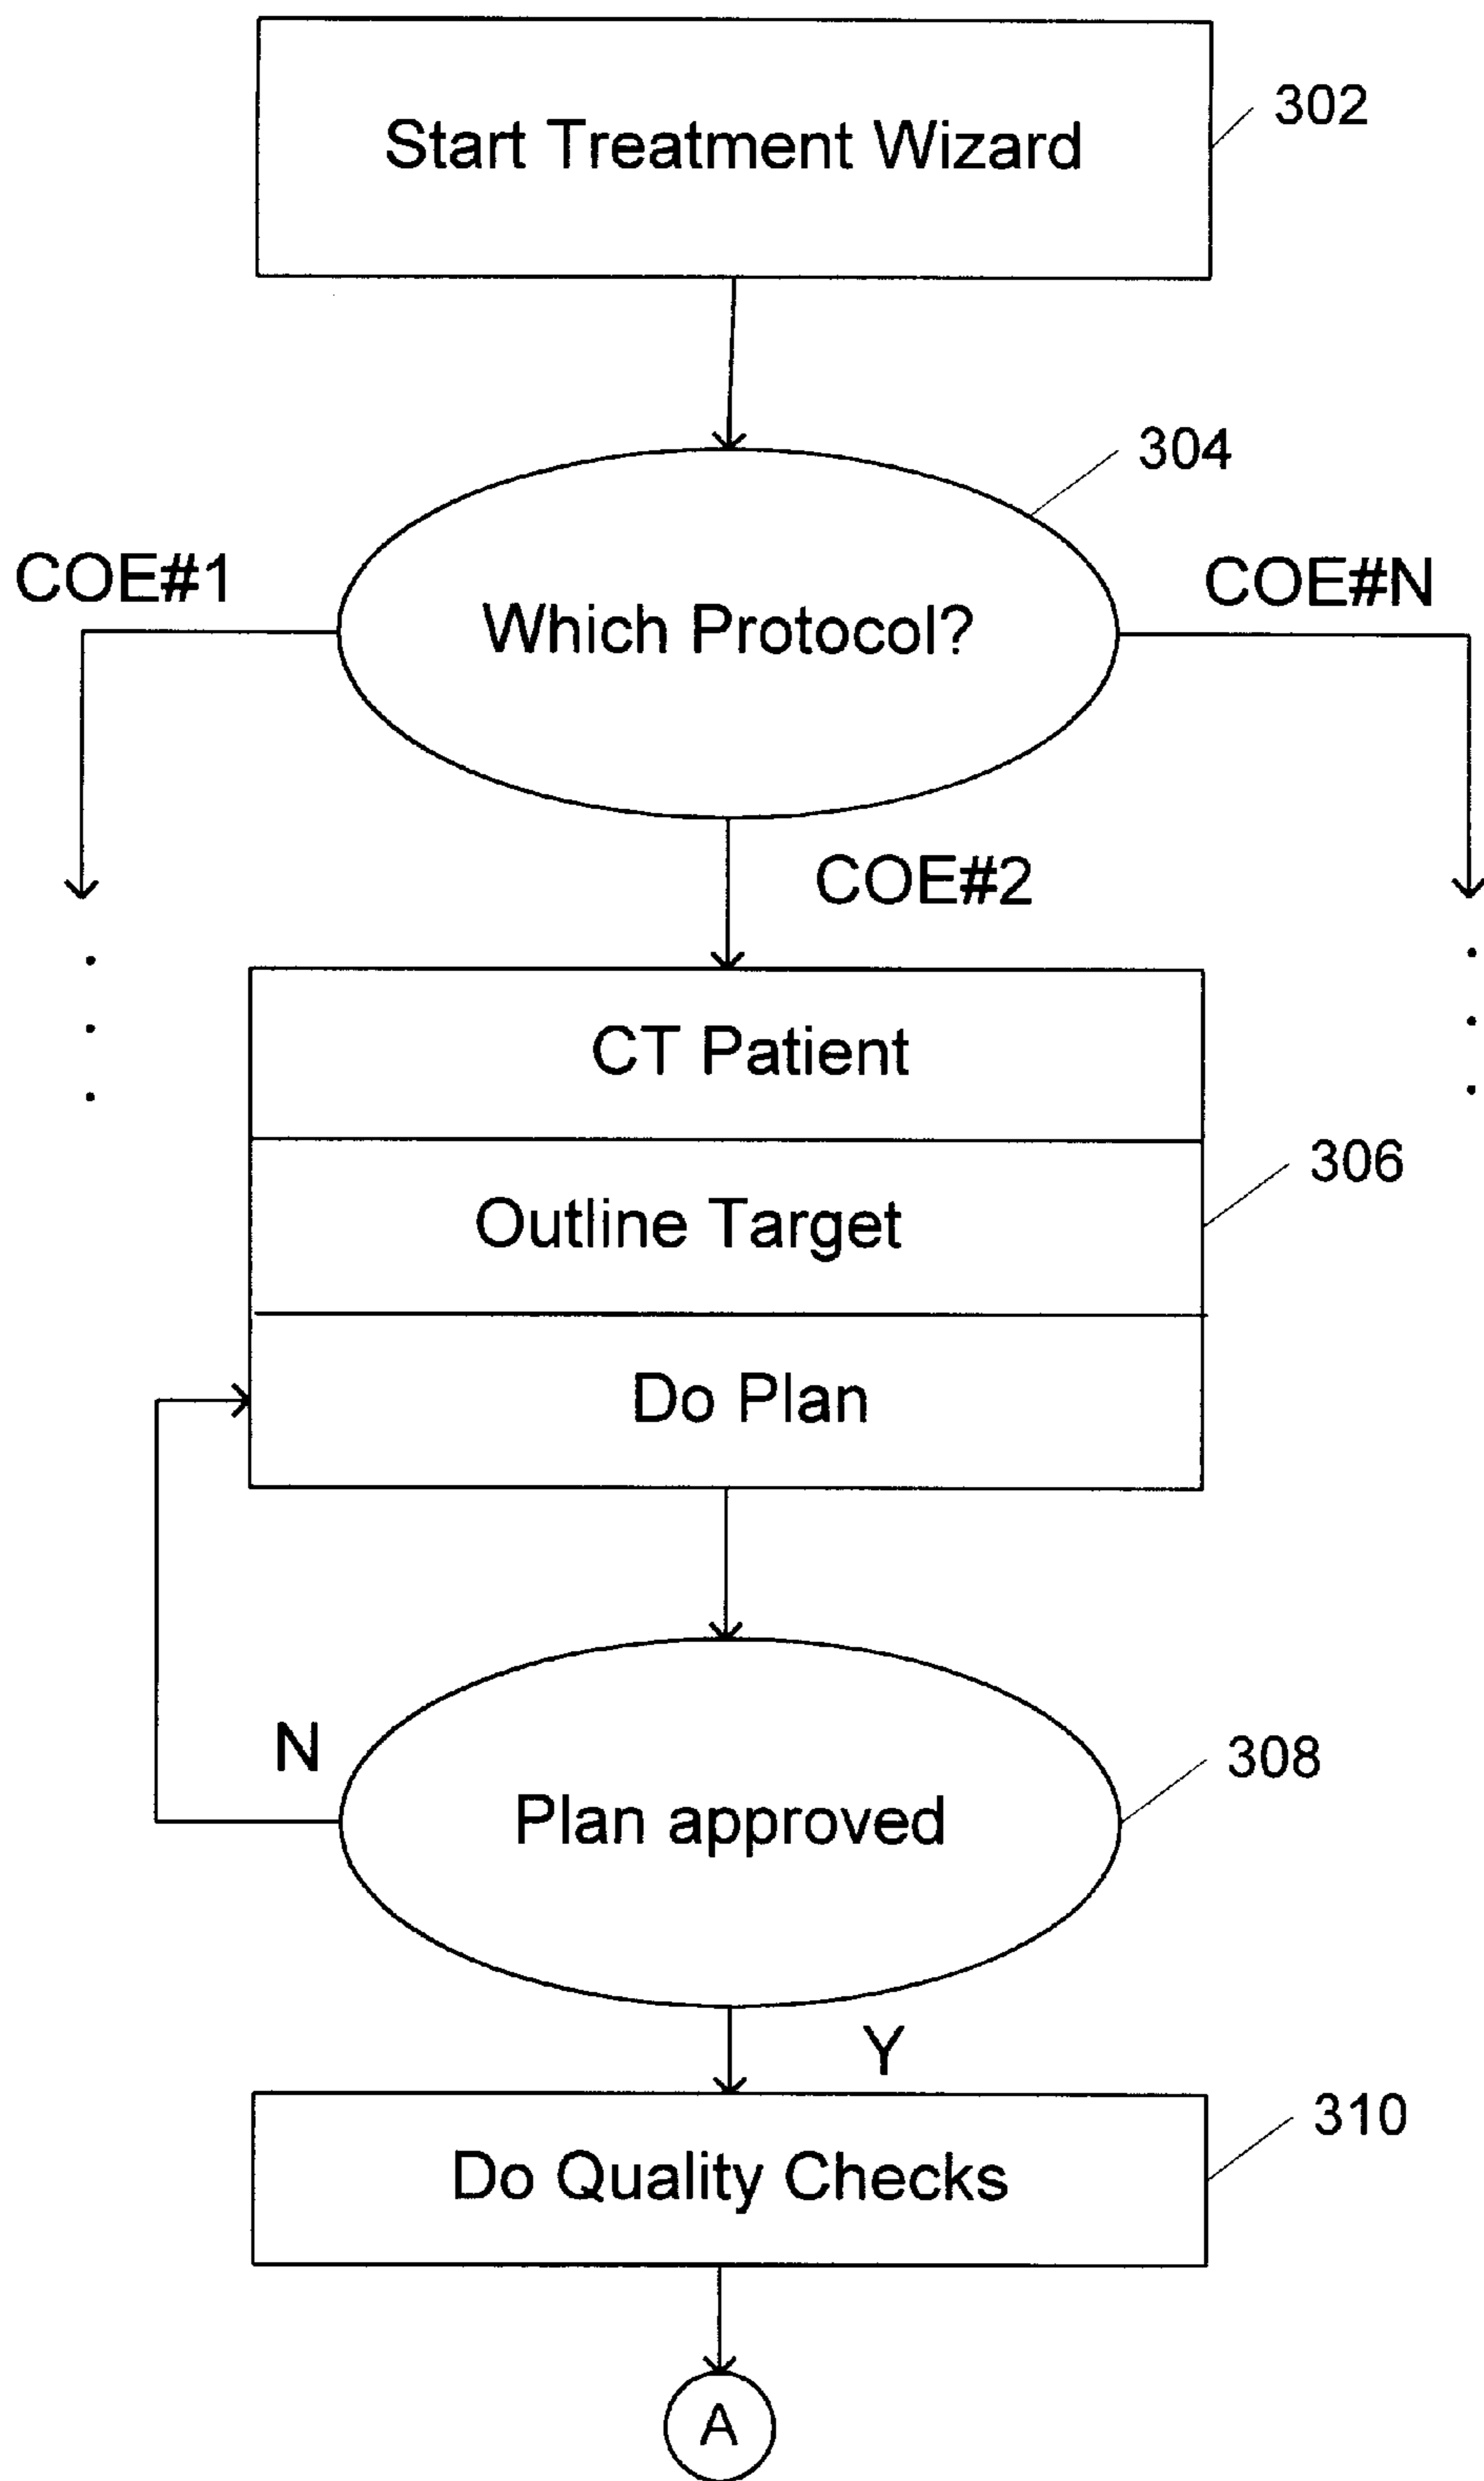 Start Treatment Wizard
302
304
COE#1
Which Protocol?
COE#N
COE#2
CT Patient
306
Outline Target
Do Plan
N
308
Plan approved
Y
310
Do Quality Checks
A